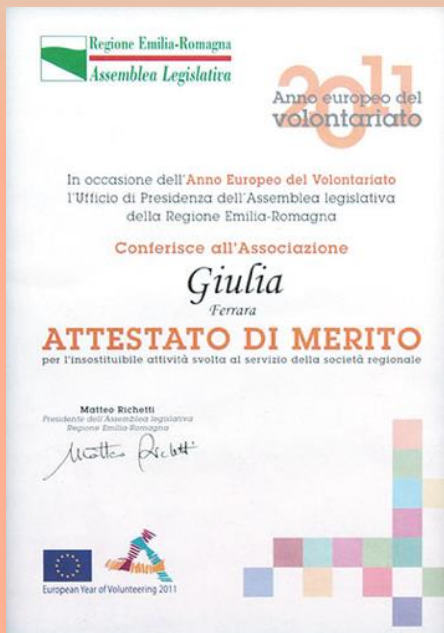 Regione Emilia-Romagna
Assemblea Legislativa
2011
Anno europeo del
volontariato
In occasione dell'Anno Europeo del Volontariato
l'Ufficio di Presidenza dell'Assemblea legislativa
della Regione Emilia-Romagna
Conferisce all'Associazione
Giulia
Ferrara
ATTESTATO DI MERITO
per l'insostituibile attività svolta al servizio della società regionale
Matteo Richetti
Presidente dell'Assemblea legislativa
Regione Emilia-Romagna
Matteo Richetti
European Year of Volunteering 2011